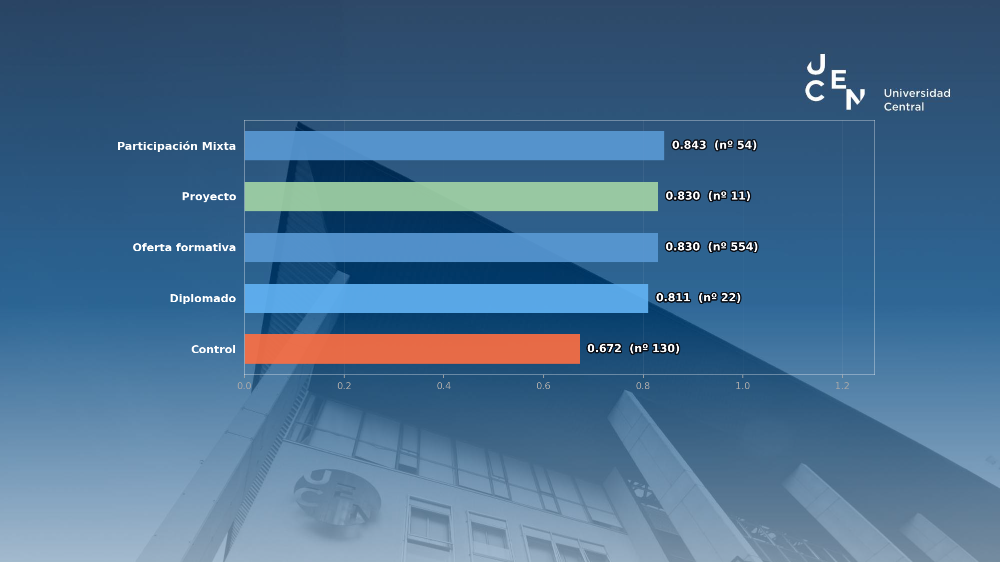 U
C E
N
Universidad
Central
Participación Mixta 0.843 (nº 54)
Proyecto 0.830 (nº 11)
Oferta formativa 0.830 (nº 554)
Diplomado 0.811 (nº 22)
Control 0.672 (nº 130)
0.0 0.2 0.4 0.6 0.8 1.0 1.2
U
C E
N